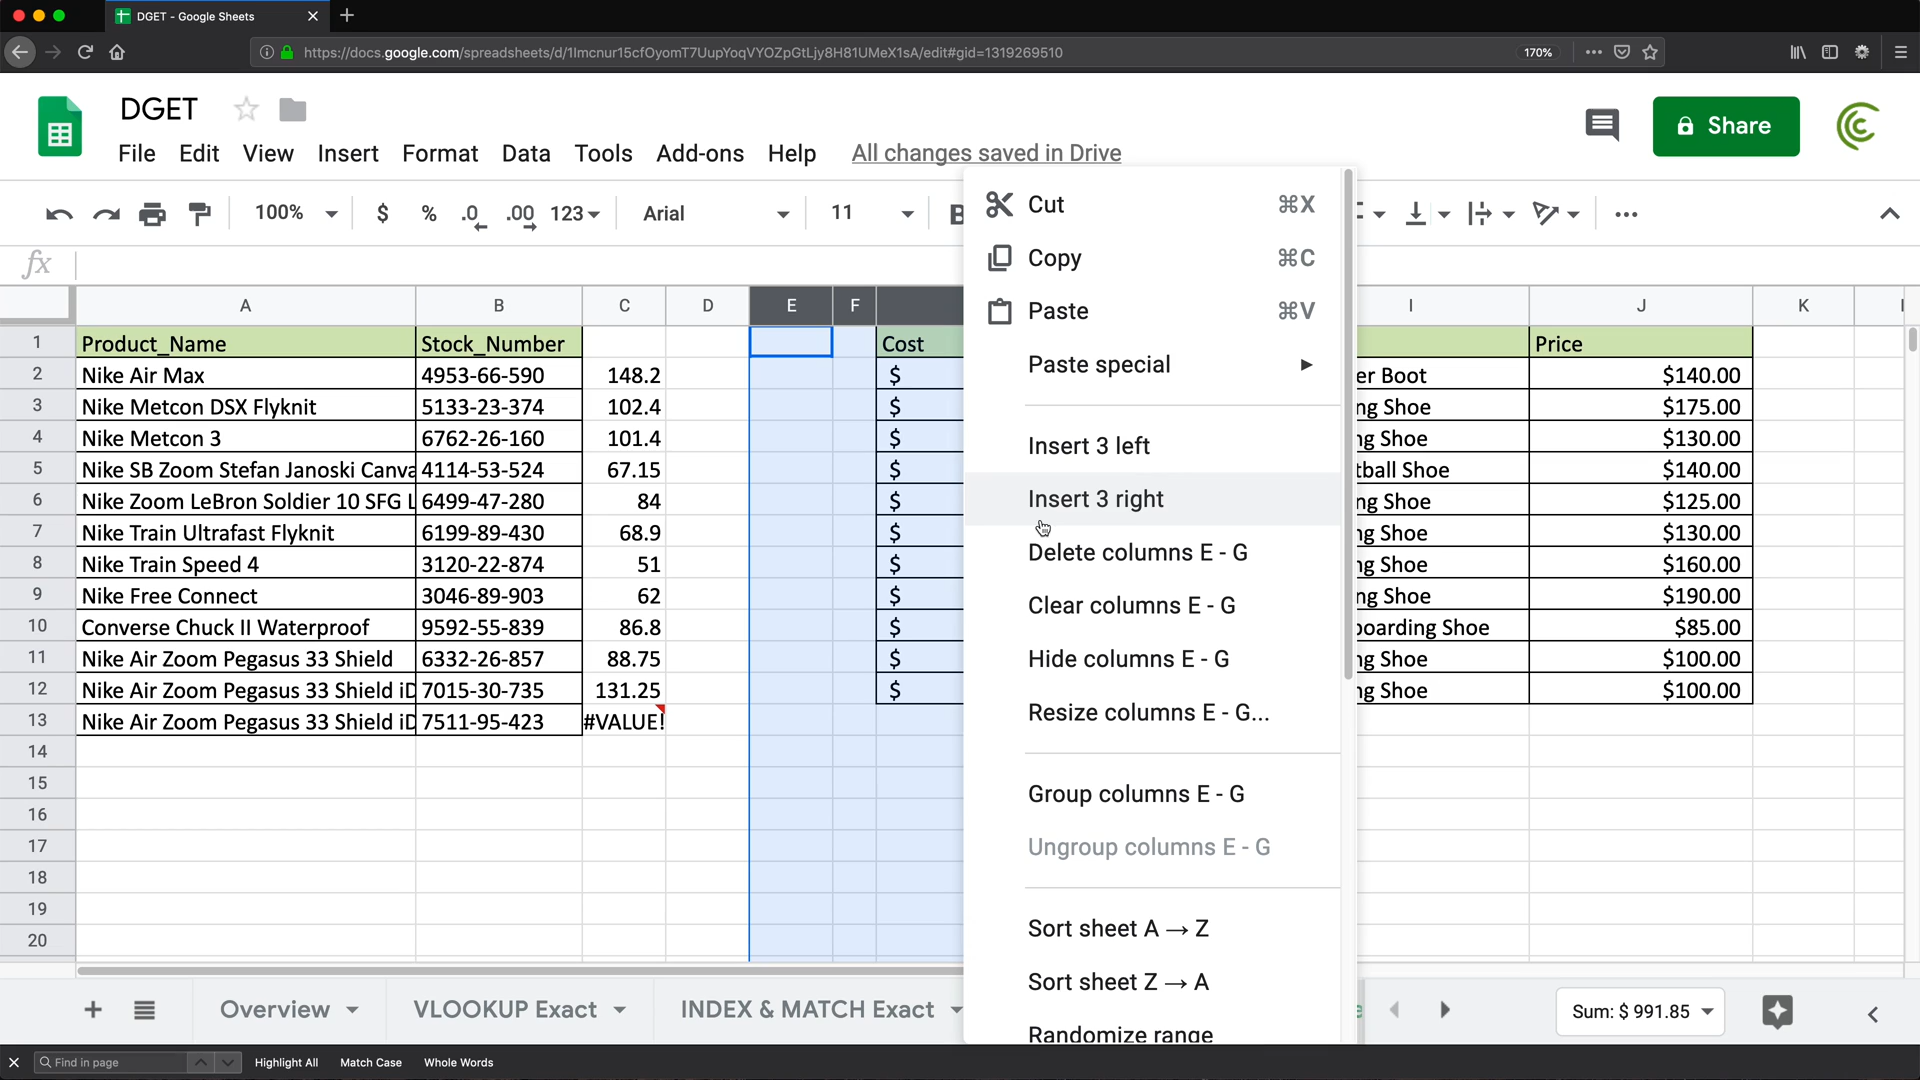 DGET - Google Sheets
https://docs.google.com/spreadsheets/d/1Imcnur15cfOyomT7UupYoqVYOZpGtLjy8H81UMeX1sA/edit#gid=1319269510
170%
DGET
Share
File Edit View Insert Format Data Tools Add-ons Help All changes saved in Drive
100% $ % .0 .00 123 Arial 11 B
fx
A B C D E F I J K
1 Product_Name Stock_Number Cost Price
2 Nike Air Max 4953-66-590 148.2 $ er Boot $140.00
3 Nike Metcon DSX Flyknit 5133-23-374 102.4 $ ng Shoe $175.00
4 Nike Metcon 3 6762-26-160 101.4 $ ng Shoe $130.00
5 Nike SB Zoom Stefan Janoski Canva 4114-53-524 67.15 $ tball Shoe $140.00
6 Nike Zoom LeBron Soldier 10 SFG L 6499-47-280 84 $ ng Shoe $125.00
7 Nike Train Ultrafast Flyknit 6199-89-430 68.9 $ ng Shoe $130.00
8 Nike Train Speed 4 3120-22-874 51 $ ng Shoe $160.00
9 Nike Free Connect 3046-89-903 62 $ ng Shoe $190.00
10 Converse Chuck II Waterproof 9592-55-839 86.8 $ boarding Shoe $85.00
11 Nike Air Zoom Pegasus 33 Shield 6332-26-857 88.75 $ ng Shoe $100.00
12 Nike Air Zoom Pegasus 33 Shield iD 7015-30-735 131.25 $ ng Shoe $100.00
13 Nike Air Zoom Pegasus 33 Shield iD 7511-95-423 #VALUE!
14
15
16
17
18
19
20
Cut ⌘X
Copy ⌘C
Paste ⌘V
Paste special
Insert 3 left
Insert 3 right
Delete columns E - G
Clear columns E - G
Hide columns E - G
Resize columns E - G...
Group columns E - G
Ungroup columns E - G
Sort sheet A → Z
Sort sheet Z → A
Randomize range
Overview VLOOKUP Exact INDEX & MATCH Exact Sum: $ 991.85
Find in page Highlight All Match Case Whole Words